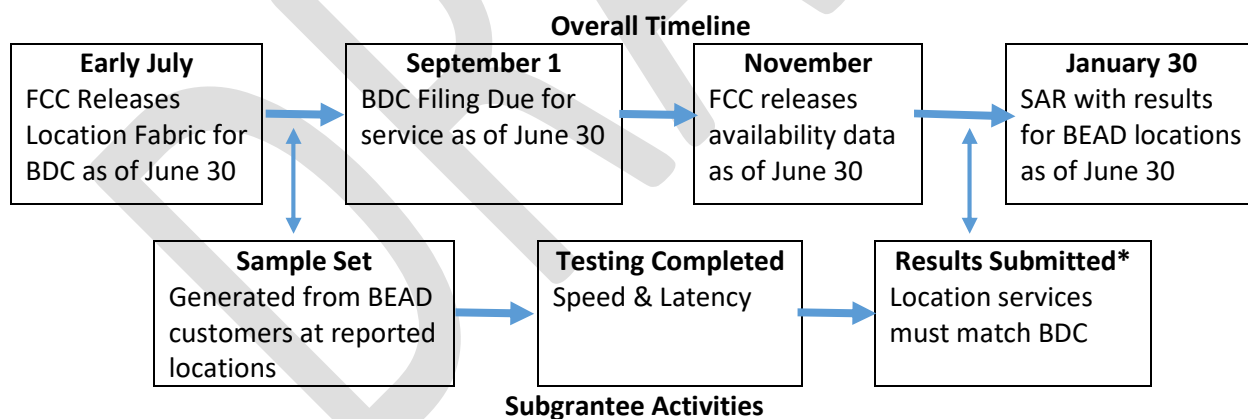 Overall Timeline
Early July
FCC Releases
Location Fabric for
BDC as of June 30
September 1
BDC Filing Due for
service as of June 30
November
FCC releases
availability data
as of June 30
January 30
SAR with results
for BEAD locations
as of June 30
Sample Set
Generated from BEAD
customers at reported
locations
Testing Completed
Speed & Latency
Results Submitted*
Location services
must match BDC
Subgrantee Activities